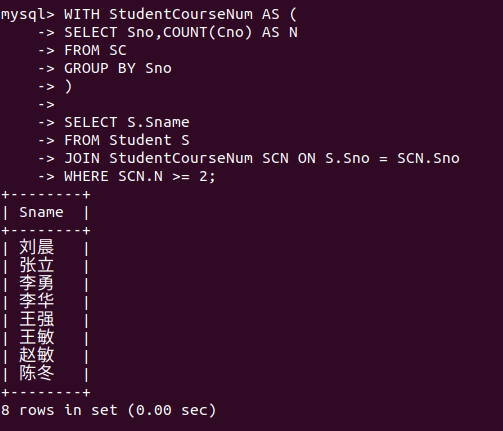 mysql> WITH StudentCourseNum AS (
    -> SELECT Sno,COUNT(Cno) AS N
    -> FROM SC
    -> GROUP BY Sno
    -> )
    ->
    -> SELECT S.Sname
    -> FROM Student S
    -> JOIN StudentCourseNum SCN ON S.Sno = SCN.Sno
    -> WHERE SCN.N >= 2;
+--------+
| Sname  |
+--------+
| 刘晨   |
| 张立   |
| 李勇   |
| 李华   |
| 王强   |
| 王敏   |
| 赵敏   |
| 陈冬   |
+--------+
8 rows in set (0.00 sec)